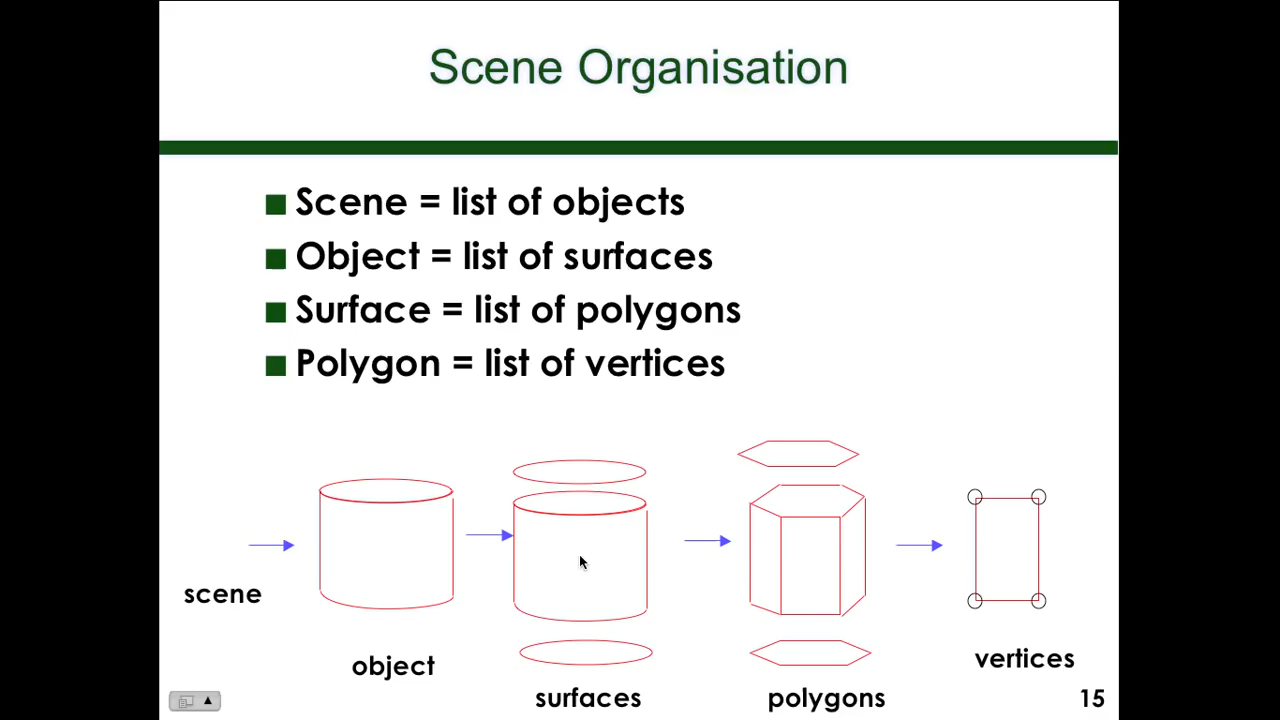 Scene Organisation
Scene = list of objects
Object = list of surfaces
Surface = list of polygons
Polygon = list of vertices
scene
object
surfaces
polygons
vertices
15